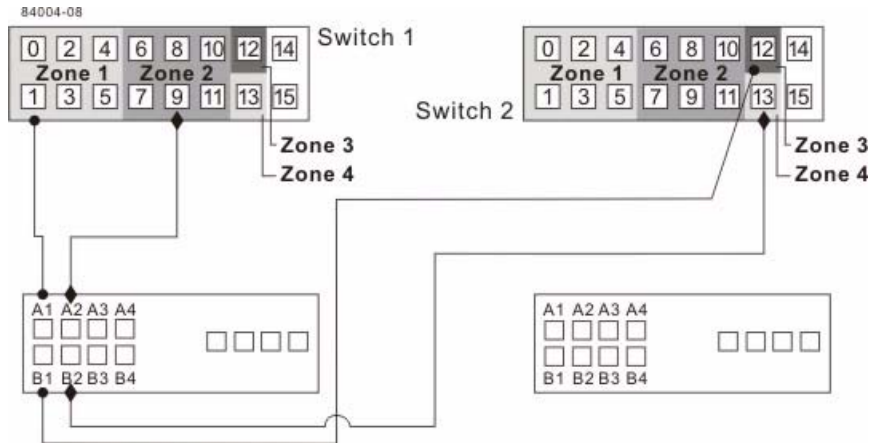 84004-08
0 2 4 6 8 10 12 14
Zone 1 Zone 2
1 3 5 7 9 11 13 15
Switch 1
Zone 3
Zone 4
0 2 4 6 8 10 12 14
Zone 1 Zone 2
1 3 5 7 9 11 13 15
Switch 2
Zone 3
Zone 4
A1 A2 A3 A4
B1 B2 B3 B4
A1 A2 A3 A4
B1 B2 B3 B4